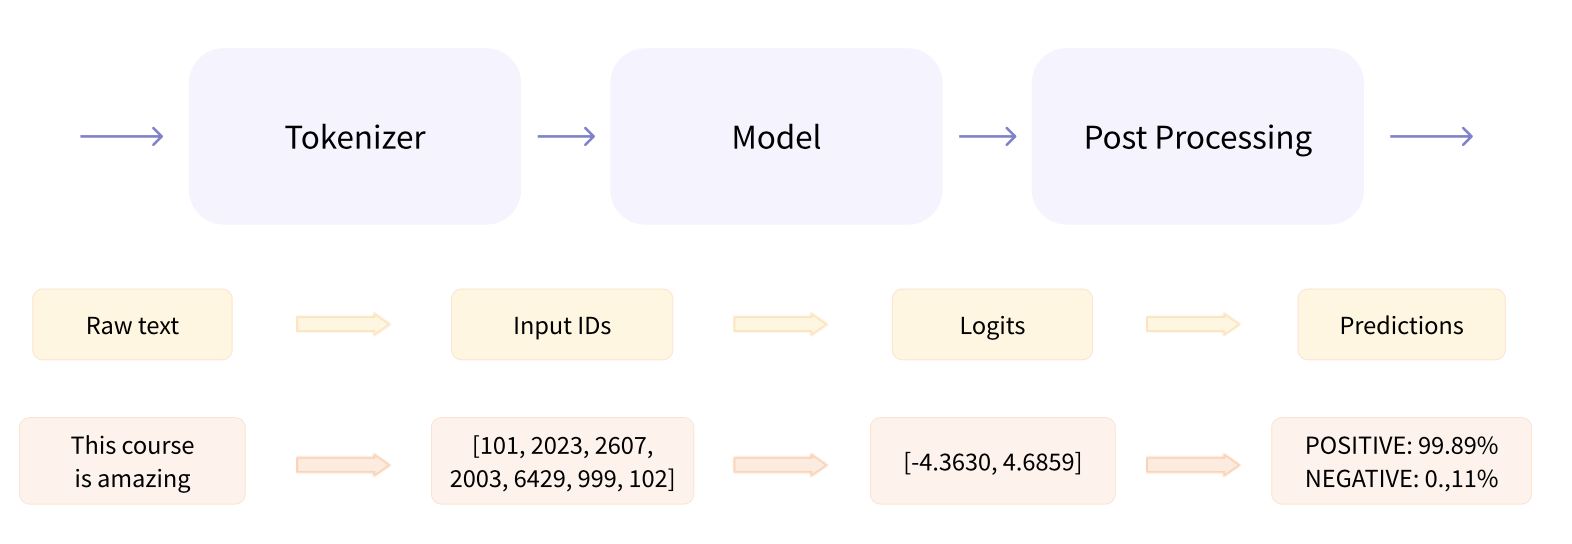 Tokenizer
Model
Post Processing
Raw text
Input IDs
Logits
Predictions
This course
is amazing
[101, 2023, 2607,
2003, 6429, 999, 102]
[-4.3630, 4.6859]
POSITIVE: 99.89%
NEGATIVE: 0.,11%